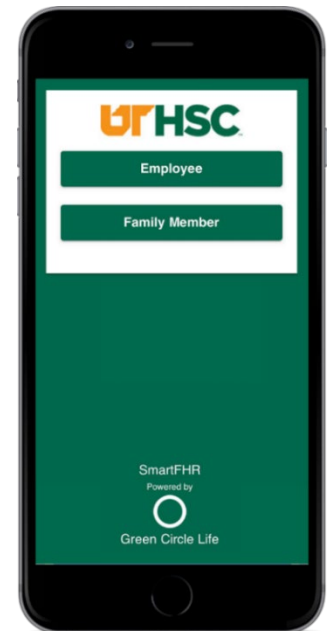 UTHSC
Employee
Family Member
SmartFHR
Powered by
Green Circle Life